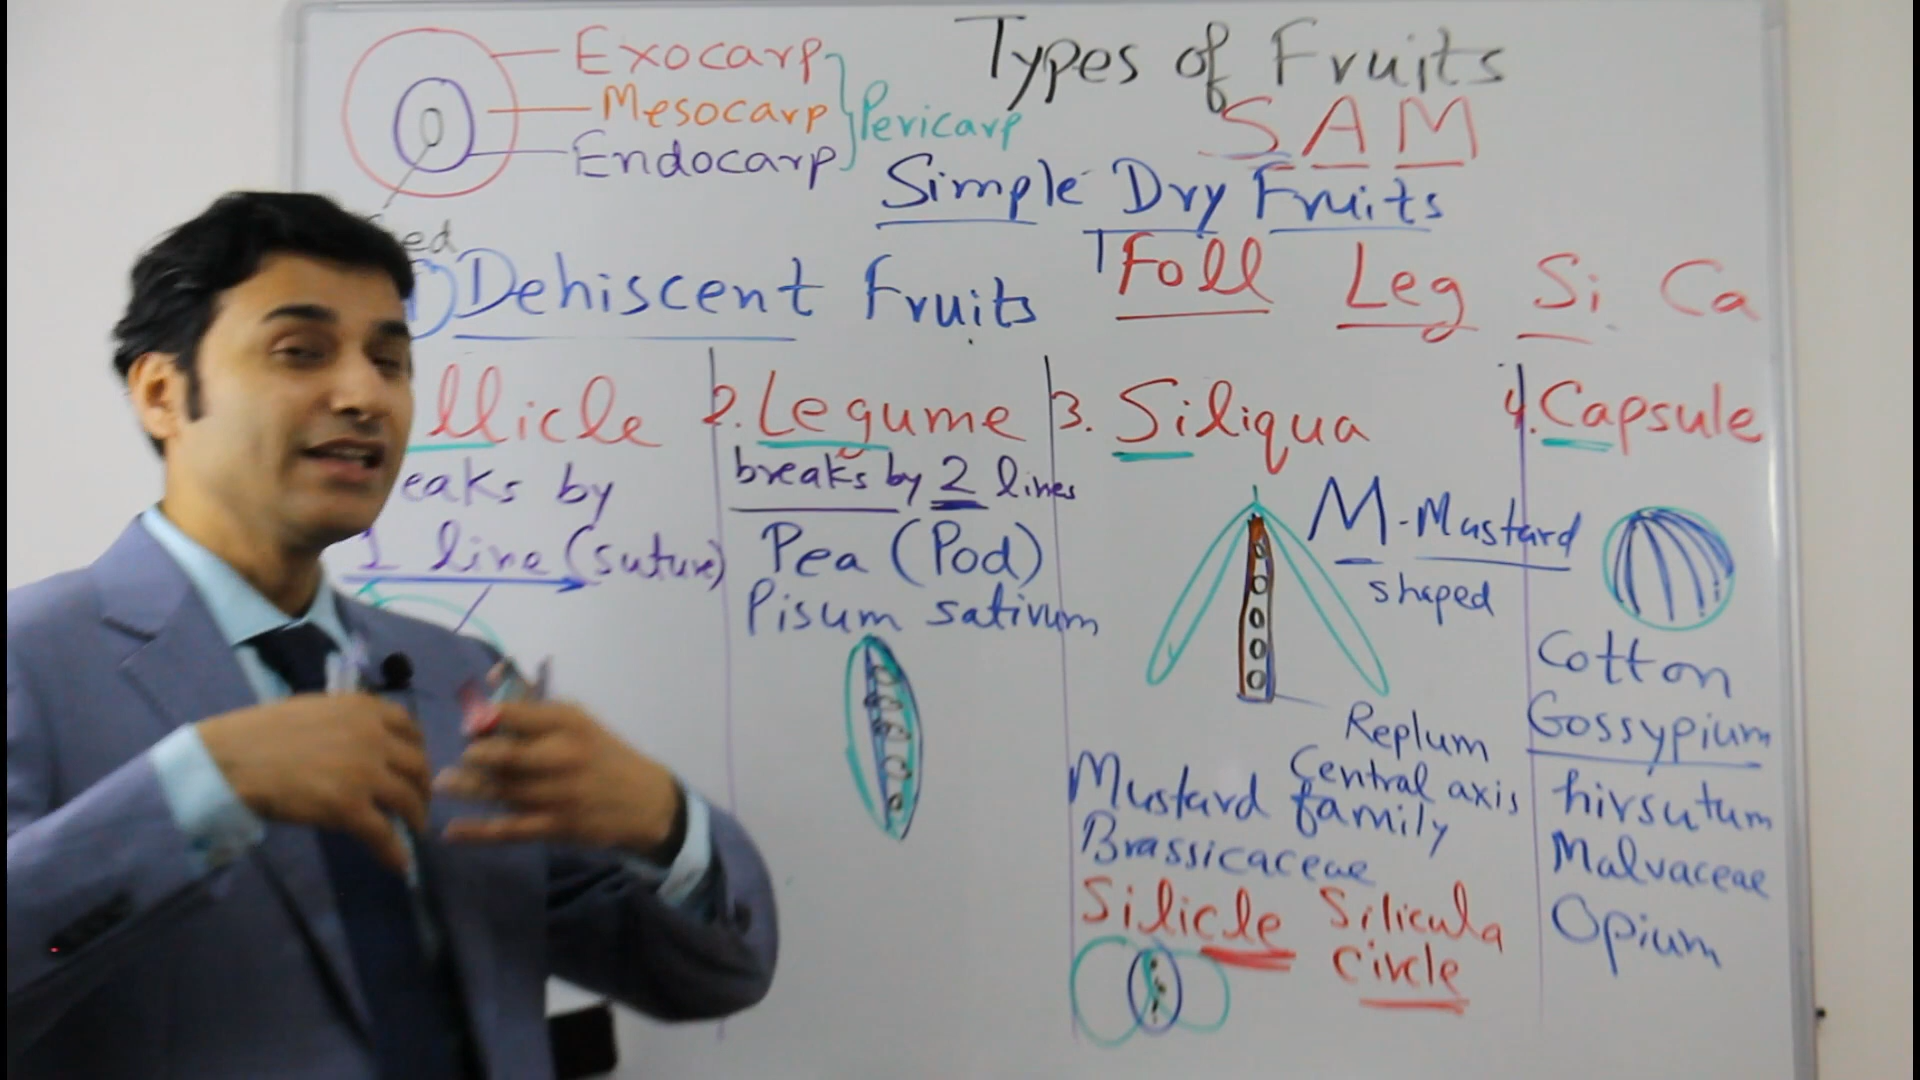 Types of Fruits
SAM
Exocarp
Mesocarp
Endocarp
Pericarp
Simple Dry Fruits
Dehiscent Fruits
Foll Leg Si Ca
llicle
eaks by
1 line (suture)
2. Legume
breaks by 2 lines
Pea (Pod)
Pisum sativum
3. Siliqua
M-Mustard
shaped
Replum
Central axis
Mustard family
Brassicaceae
Silicle Silicula
circle
4. Capsule
Cotton
Gossypium
hirsutum
Malvaceae
Opium